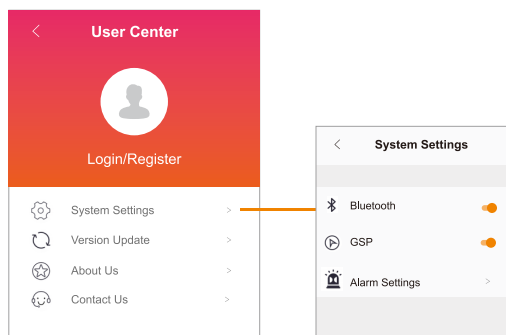 User Center
Login/Register
System Settings
Version Update
About Us
Contact Us
System Settings
Bluetooth
GSP
Alarm Settings